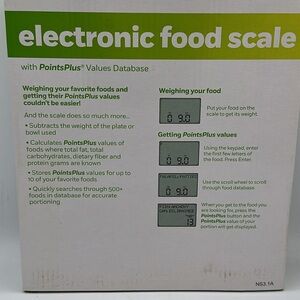 electronic food scale
with PointsPlus® Values Database
Weighing your favorite foods and
getting their PointsPlus values
couldn't be easier!
And the scale does so much more...
• Subtracts the weight of the plate or
bowl used
• Calculates PointsPlus values of
foods where total fat, total
carbohydrates, dietary fiber and
protein grams are known
• Stores PointsPlus values for up to
10 of your favorite foods
• Quickly searches through 500+
foods in database for accurate
portioning
Weighing your food
Put your food on the
scale to get its weight.
Getting PointsPlus values
Using the keypad, enter
the first few letters of
the food. Press Enter.
Use the scroll wheel to scroll
through food database.
When you get to the food you
are looking for, press the
PointsPlus button and the
PointsPlus value of your
portion will get displayed.
NS3.1A